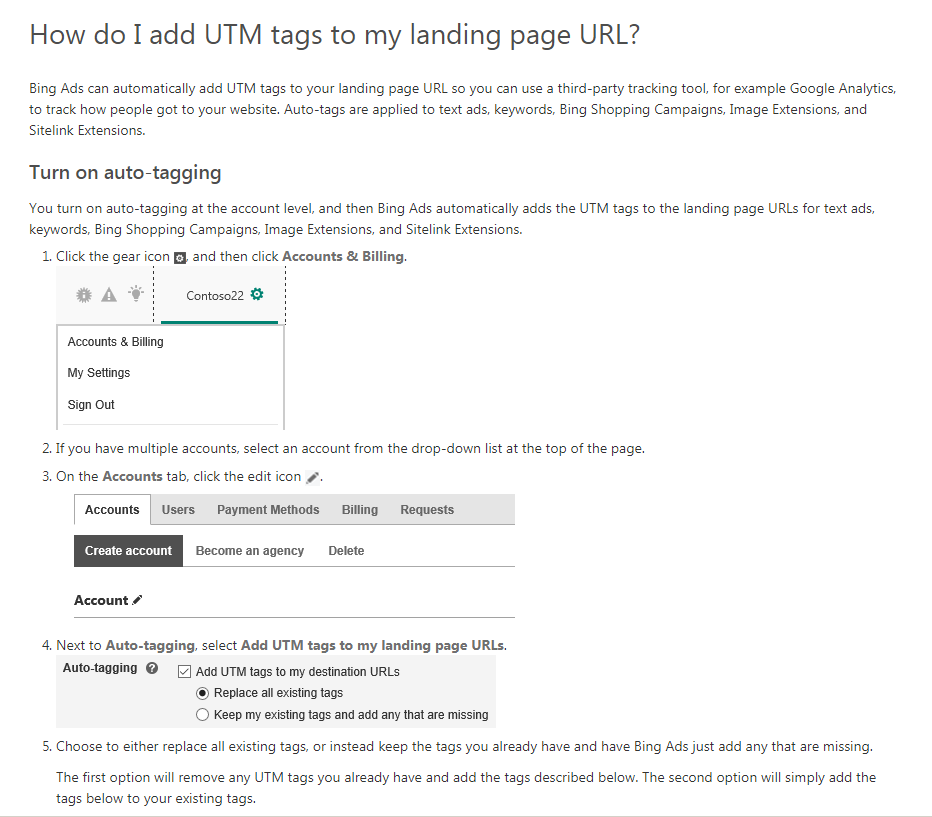 How do I add UTM tags to my landing page URL?
Bing Ads can automatically add UTM tags to your landing page URL so you can use a third-party tracking tool, for example Google Analytics,
to track how people got to your website. Auto-tags are applied to text ads, keywords, Bing Shopping Campaigns, Image Extensions, and
Sitelink Extensions.
Turn on auto-tagging
You turn on auto-tagging at the account level, and then Bing Ads automatically adds the UTM tags to the landing page URLs for text ads,
keywords, Bing Shopping Campaigns, Image Extensions, and Sitelink Extensions.
1. Click the gear icon , and then click Accounts & Billing.
Contoso22
Accounts & Billing
My Settings
Sign Out
2. If you have multiple accounts, select an account from the drop-down list at the top of the page.
3. On the Accounts tab, click the edit icon .
Accounts Users Payment Methods Billing Requests
Create account Become an agency Delete
Account
4. Next to Auto-tagging, select Add UTM tags to my landing page URLs.
Auto-tagging ? Add UTM tags to my destination URLs
Replace all existing tags
Keep my existing tags and add any that are missing
5. Choose to either replace all existing tags, or instead keep the tags you already have and have Bing Ads just add any that are missing.
The first option will remove any UTM tags you already have and add the tags described below. The second option will simply add the
tags below to your existing tags.